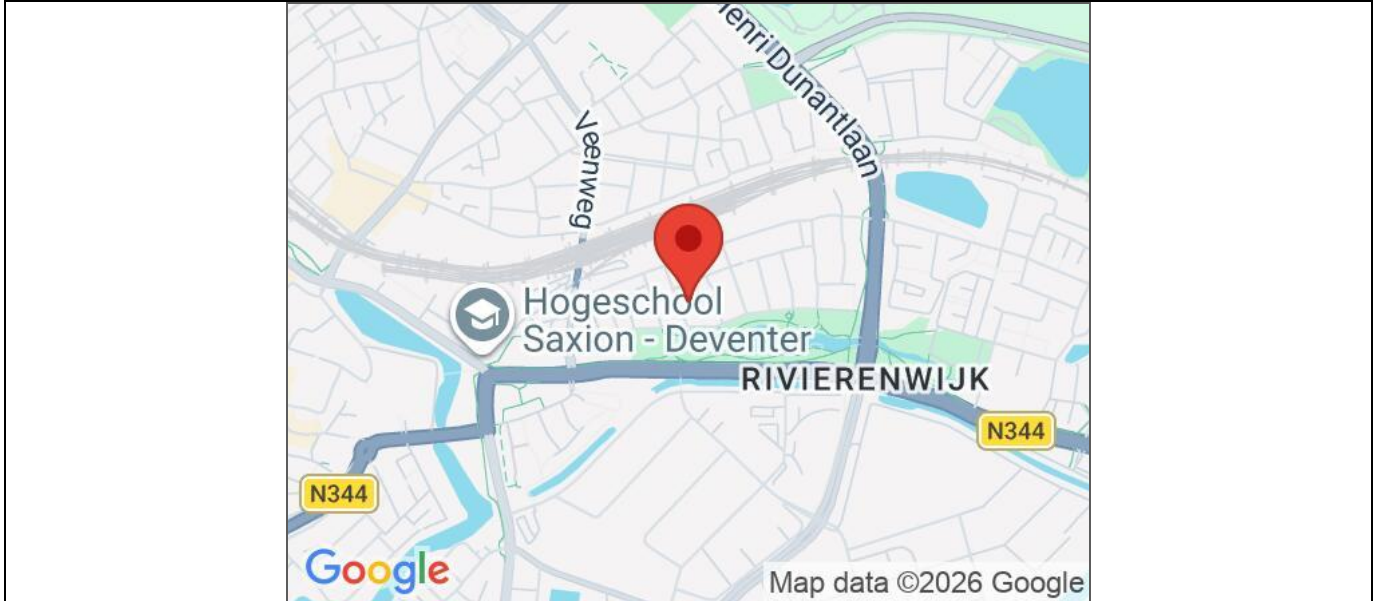 Henri Dunantlaan
Veenweg
Hogeschool
Saxion - Deventer
RIVIERENWIJK
N344
N344
Google
Map data ©2026 Google